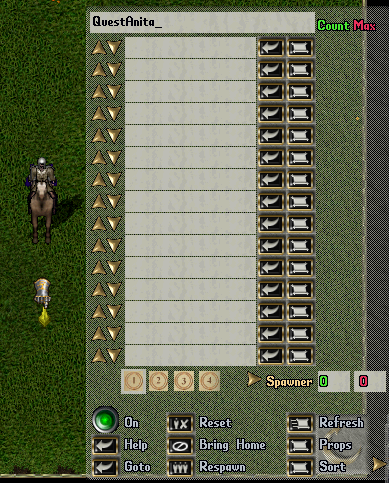 QuestAnita_
Count Max
1 2 3 4 Spawner 0 0
On Reset Refresh
Help Bring Home Props
Goto Respawn Sort